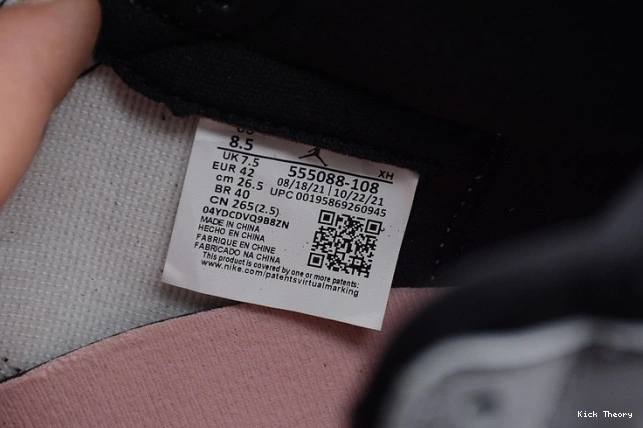 8.5
UK 7.5
EUR 42
cm 26.5
BR 40
CN 265(2.5)
XH
555088-108
08/18/21 | 10/22/21
UPC 00195869260945
04YDCDVQ9B8ZN
MADE IN CHINA
HECHO EN CHINA
FABRIQUE EN CHINE
FABRICADO NA CHINA
This product is covered by one or more patents:
www.nike.com/patentsvirtualmarking
Kick Theory